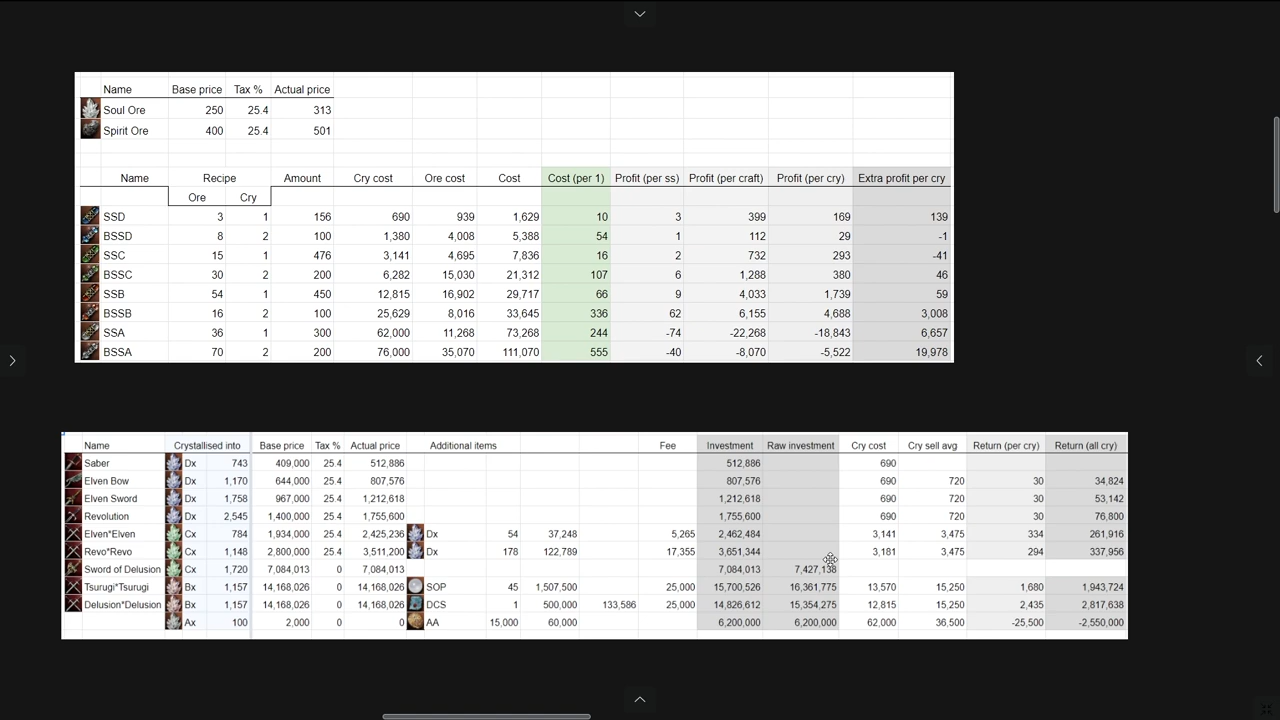 Name Base price Tax % Actual price
Soul Ore 250 25.4 313
Spirit Ore 400 25.4 501
Name Recipe Amount Cry cost Ore cost Cost Cost (per 1) Profit (per ss) Profit (per craft) Profit (per cry) Extra profit per cry
Ore Cry
SSD 3 1 156 690 939 1,629 10 3 399 169 139
BSSD 8 2 100 1,380 4,008 5,388 54 1 112 29 -1
SSC 15 1 476 3,141 4,695 7,836 16 2 732 293 -41
BSSC 30 2 200 6,282 15,030 21,312 107 6 1,288 380 46
SSB 54 1 450 12,815 16,902 29,717 66 9 4,033 1,739 59
BSSB 16 2 100 25,629 8,016 33,645 336 62 6,155 4,688 3,008
SSA 36 1 300 62,000 11,268 73,268 244 -74 -22,268 -18,843 6,657
BSSA 70 2 200 76,000 35,070 111,070 555 -40 -8,070 -5,522 19,978
Name Crystallised into Base price Tax % Actual price Additional items Fee Investment Raw investment Cry cost Cry sell avg Return (per cry) Return (all cry)
Saber Dx 743 409,000 25.4 512,886 512,886 690
Elven Bow Dx 1,170 644,000 25.4 807,576 807,576 690 720 30 34,824
Elven Sword Dx 1,758 967,000 25.4 1,212,618 1,212,618 690 720 30 53,142
Revolution Dx 2,545 1,400,000 25.4 1,755,600 1,755,600 690 720 30 76,800
Elven*Elven Cx 784 1,934,000 25.4 2,425,236 Dx 54 37,248 5,265 2,462,484 3,141 3,475 334 261,916
Revo*Revo Cx 1,148 2,800,000 25.4 3,511,200 Dx 178 122,789 17,355 3,651,344 3,181 3,475 294 337,956
Sword of Delusion Cx 1,720 7,084,013 0 7,084,013 7,084,013 7,427,138
Tsurugi*Tsurugi Bx 1,157 14,168,026 0 14,168,026 SOP 45 1,507,500 25,000 15,700,526 16,361,775 13,570 15,250 1,680 1,943,724
Delusion*Delusion Bx 1,157 14,168,026 0 14,168,026 DCS 1 500,000 133,586 25,000 14,826,612 15,354,275 12,815 15,250 2,435 2,817,638
Ax 100 2,000 0 0 AA 15,000 60,000 6,200,000 6,200,000 62,000 36,500 -25,500 -2,550,000